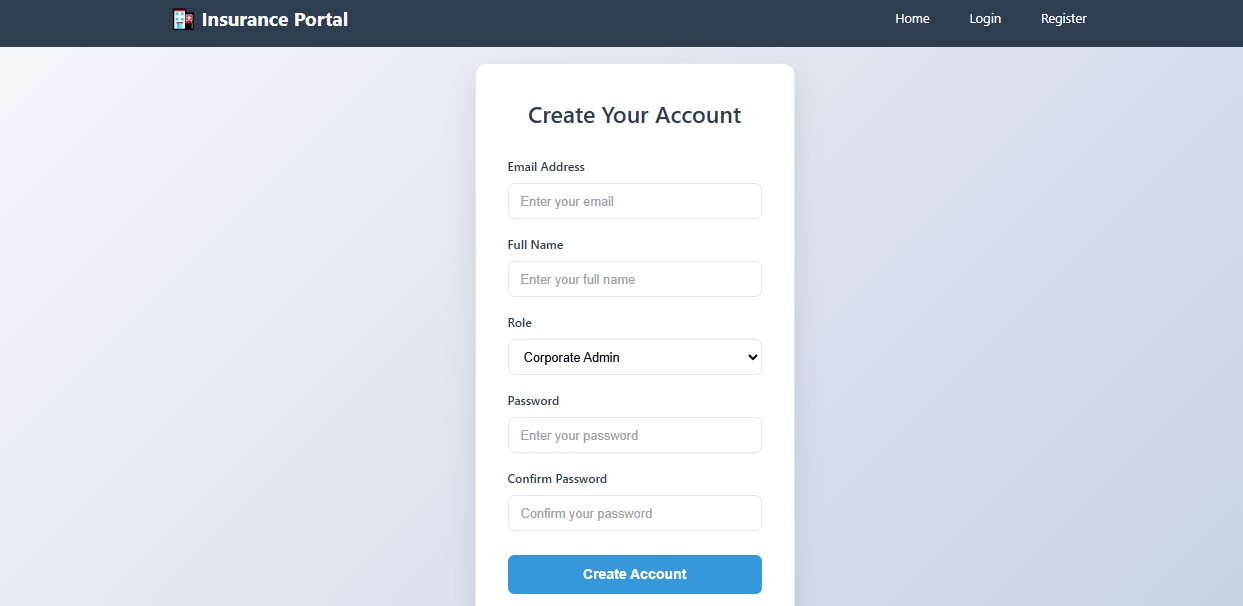 Insurance Portal
Home Login Register
Create Your Account
Email Address
Enter your email
Full Name
Enter your full name
Role
Corporate Admin
Password
Enter your password
Confirm Password
Confirm your password
Create Account